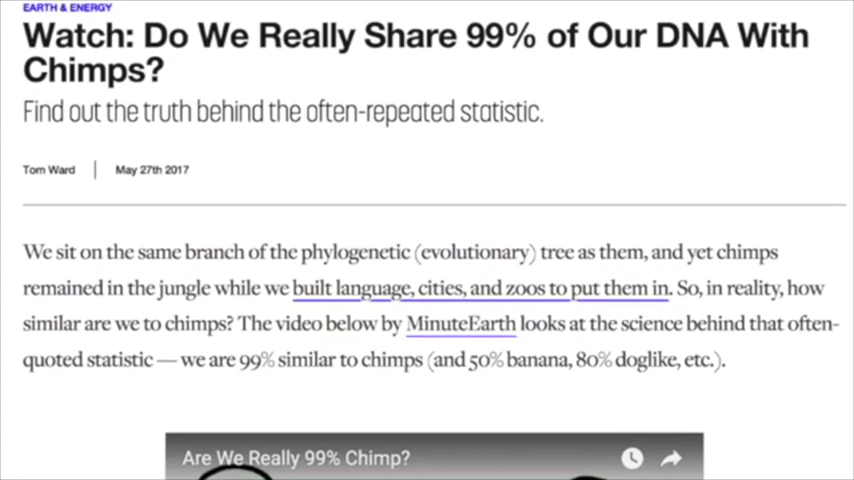 EARTH & ENERGY
Watch: Do We Really Share 99% of Our DNA With
Chimps?
Find out the truth behind the often-repeated statistic.
Tom Ward | May 27th 2017
We sit on the same branch of the phylogenetic (evolutionary) tree as them, and yet chimps
remained in the jungle while we built language, cities, and zoos to put them in. So, in reality, how
similar are we to chimps? The video below by MinuteEarth looks at the science behind that often-
quoted statistic — we are 99% similar to chimps (and 50% banana, 80% doglike, etc.).
Are We Really 99% Chimp?